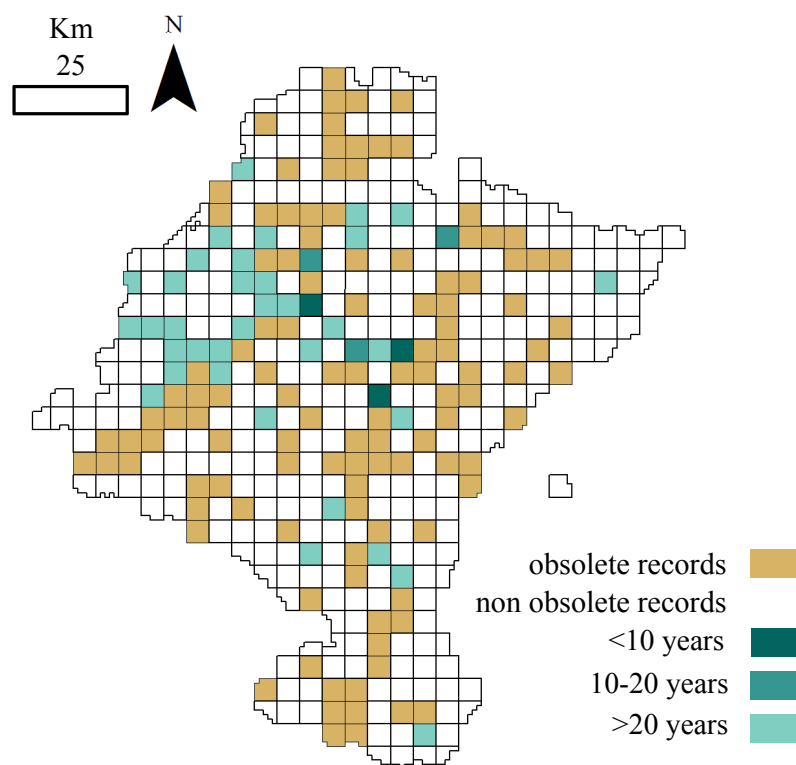 Km
25
N
obsolete records
non obsolete records
<10 years
10-20 years
>20 years